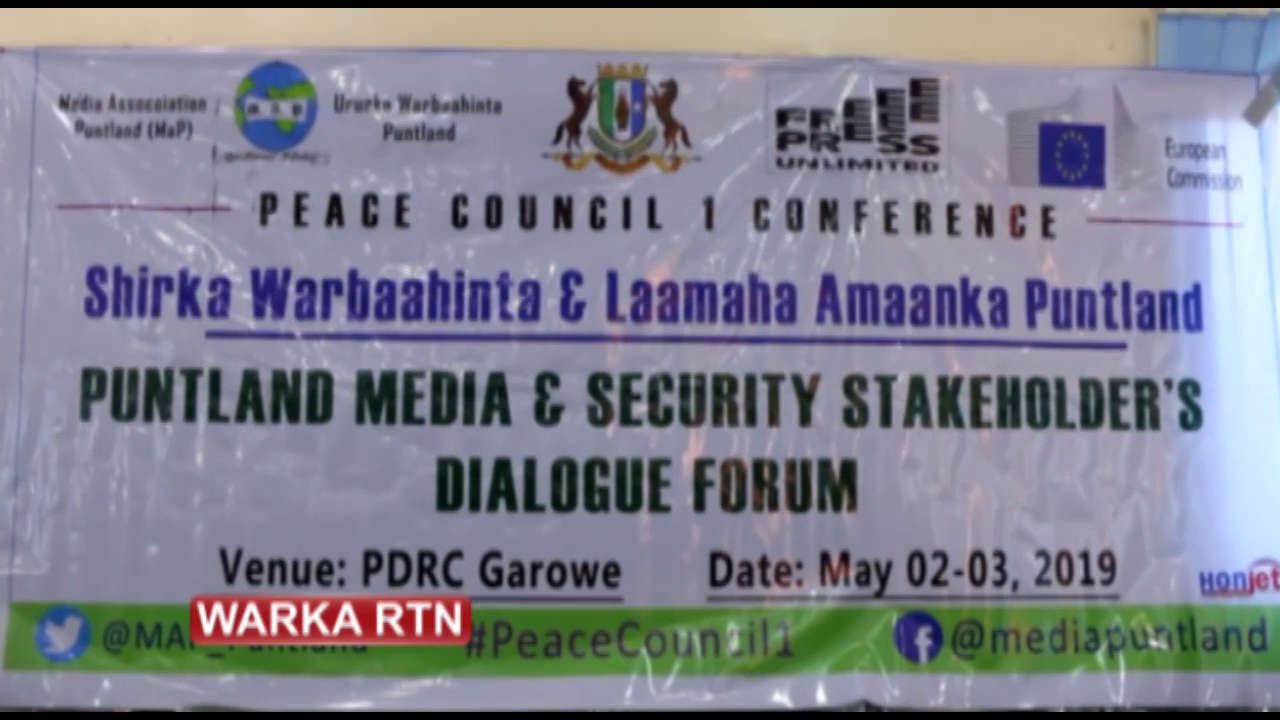 Media Assocoiation
Puntland (MaP)
Ururka Warbaahinta
Puntland
FREE PRESS
UNLIMITED
European
Commission
PEACE COUNCIL 1 CONFERENCE
Shirka Warbaahinta & Laamaha Amaanka Puntland
PUNTLAND MEDIA & SECURITY STAKEHOLDER'S
DIALOGUE FORUM
Venue: PDRC Garowe
Date: May 02-03, 2019
Honjet
WARKA RTN
#PeaceCouncil1
@mediapuntland